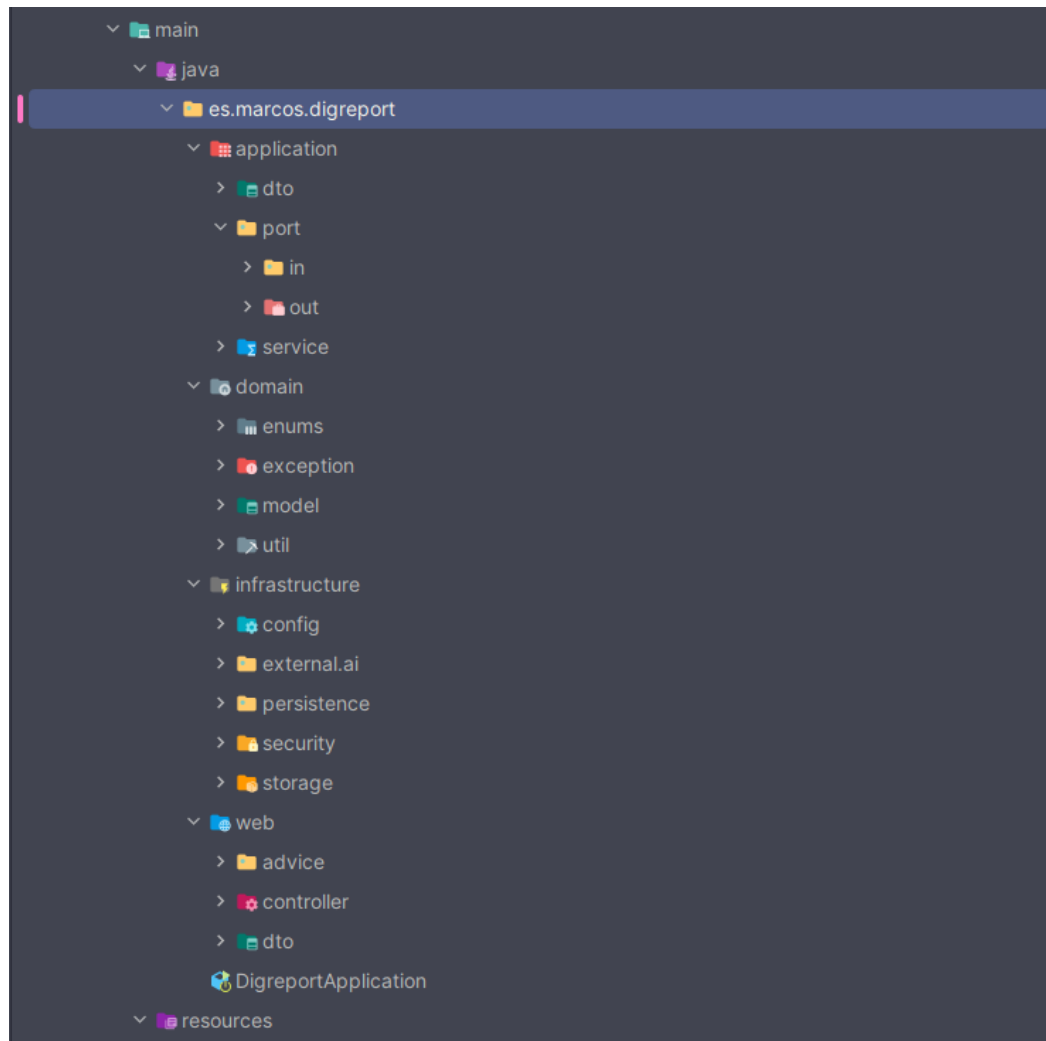 main
java
es.marcos.digreport
application
dto
port
in
out
service
domain
enums
exception
model
util
infrastructure
config
external.ai
persistence
security
storage
web
advice
controller
dto
DigreportApplication
resources